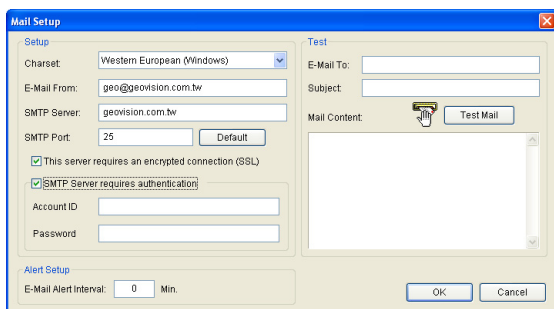 Mail Setup
Setup
Charset:
Western European (Windows)
E-Mail From:
geo@geovision.com.tw
SMTP Server:
geovision.com.tw
SMTP Port:
25
Default
This server requires an encrypted connection (SSL)
SMTP Server requires authentication
Account ID
Password
Alert Setup
E-Mail Alert Interval:
0
Min.
Test
E-Mail To:
Subject:
Mail Content:
Test Mail
OK
Cancel